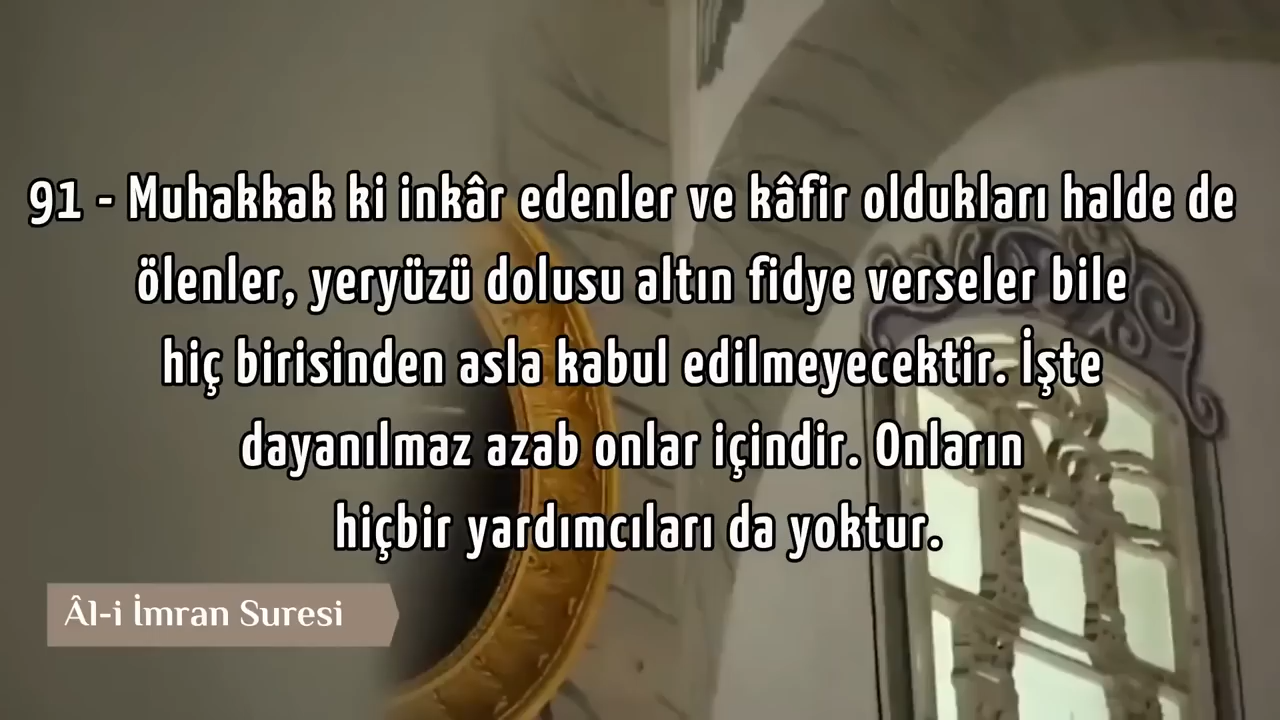 91 - Muhakkak ki inkâr edenler ve kâfir oldukları halde de
ölenler, yeryüzü dolusu altın fidye verseler bile
hiç birisinden asla kabul edilmeyecektir. İşte
dayanılmaz azab onlar içindir. Onların
hiçbir yardımcıları da yoktur.
Âl-i İmran Suresi